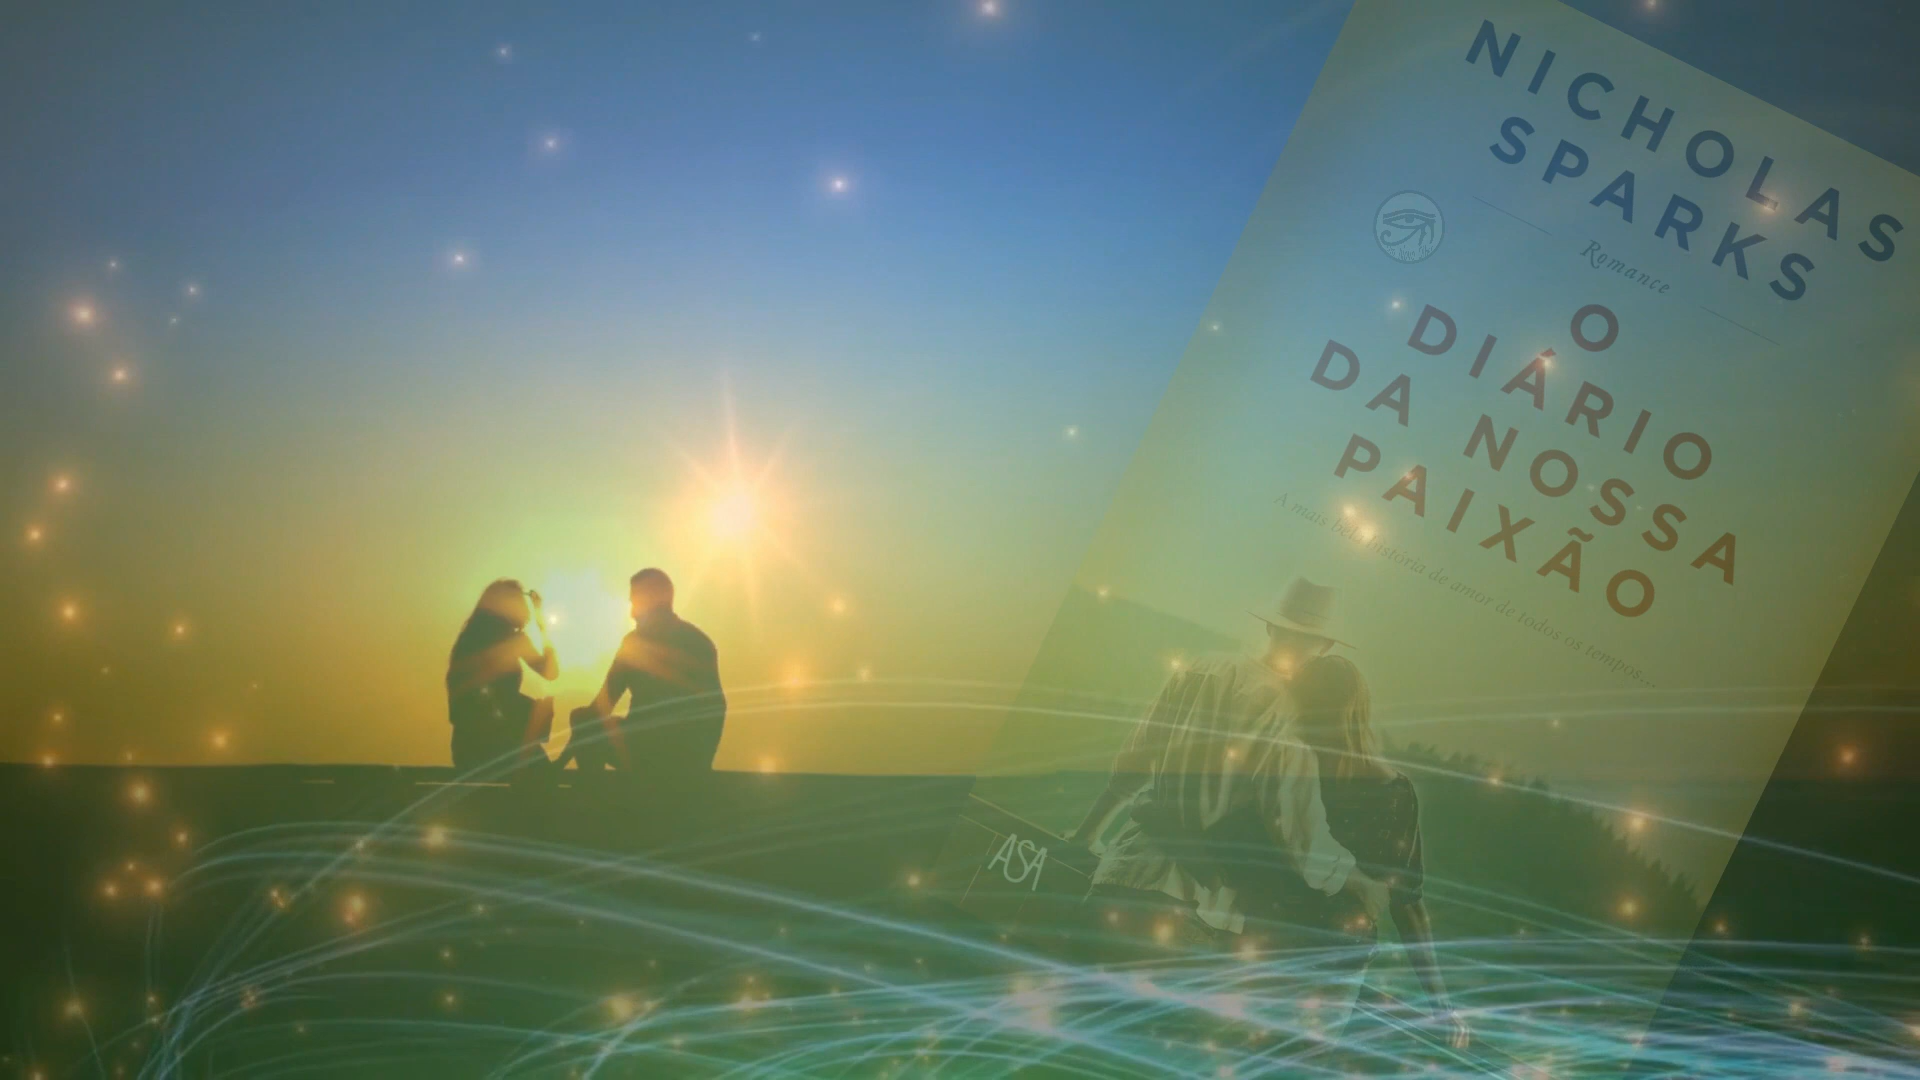 NICHOLAS
SPARKS
Romance
O
DIÁRIO
DA NOSSA
PAIXÃO
A mais bela história de amor de todos os tempos...
ASA